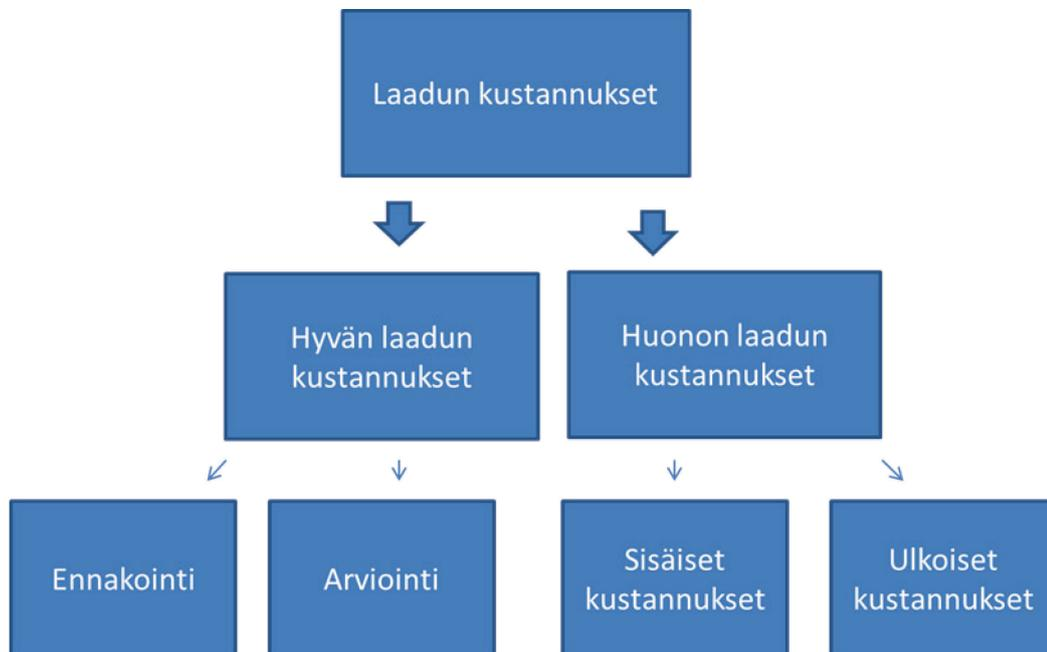 Laadun kustannukset
Hyvän laadun
kustannukset
Huonon laadun
kustannukset
Ennakointi
Arviointi
Sisäiset
kustannukset
Ulkoiset
kustannukset